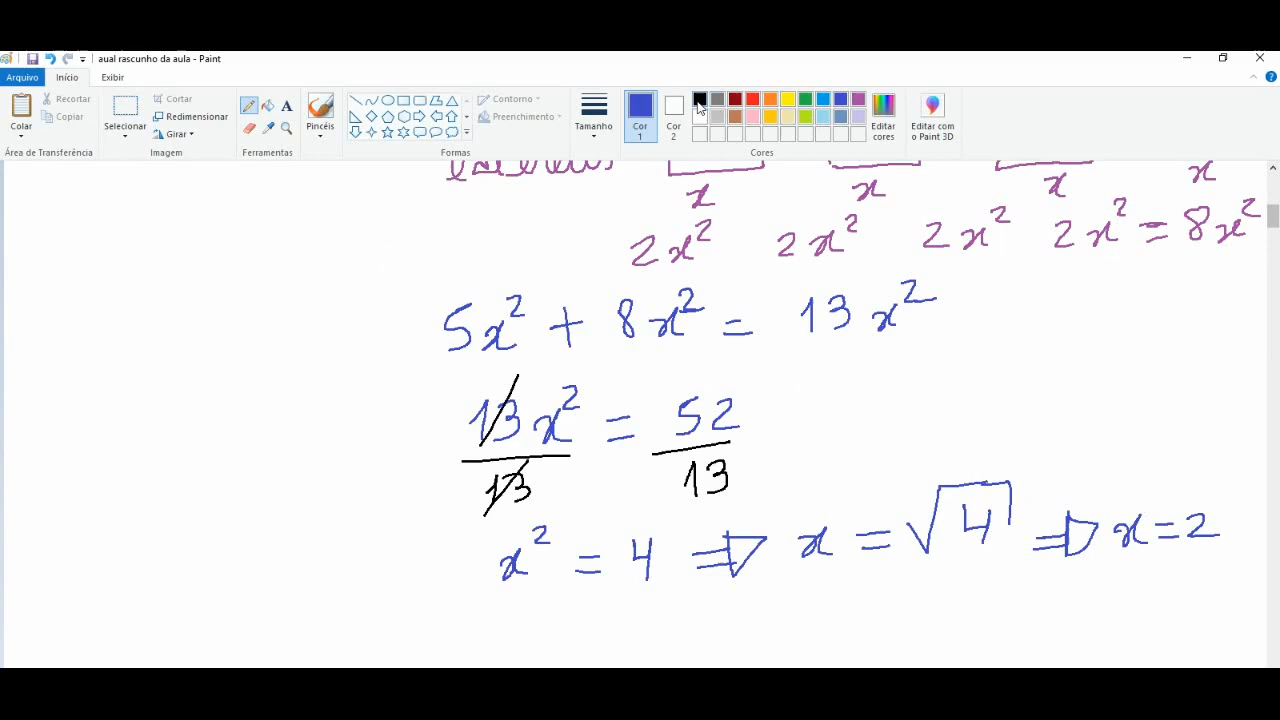 aual rascunho da aula - Paint
Arquivo Início Exibir
Colar
Recortar
Copiar
Área de Transferência
Selecionar
Cortar
Redimensionar
Girar
Imagem
A
Ferramentas
Pincéis
Contorno
Preenchimento
Formas
Tamanho
Cor 1
Cor 2
Cores
Editar cores
Editar com o Paint 3D
x x x x
2x² 2x² 2x² 2x² = 8x²
5x² + 8x² = 13x²
13x² = 52
13 13
x² = 4 ⇒ x = √4 ⇒ x = 2